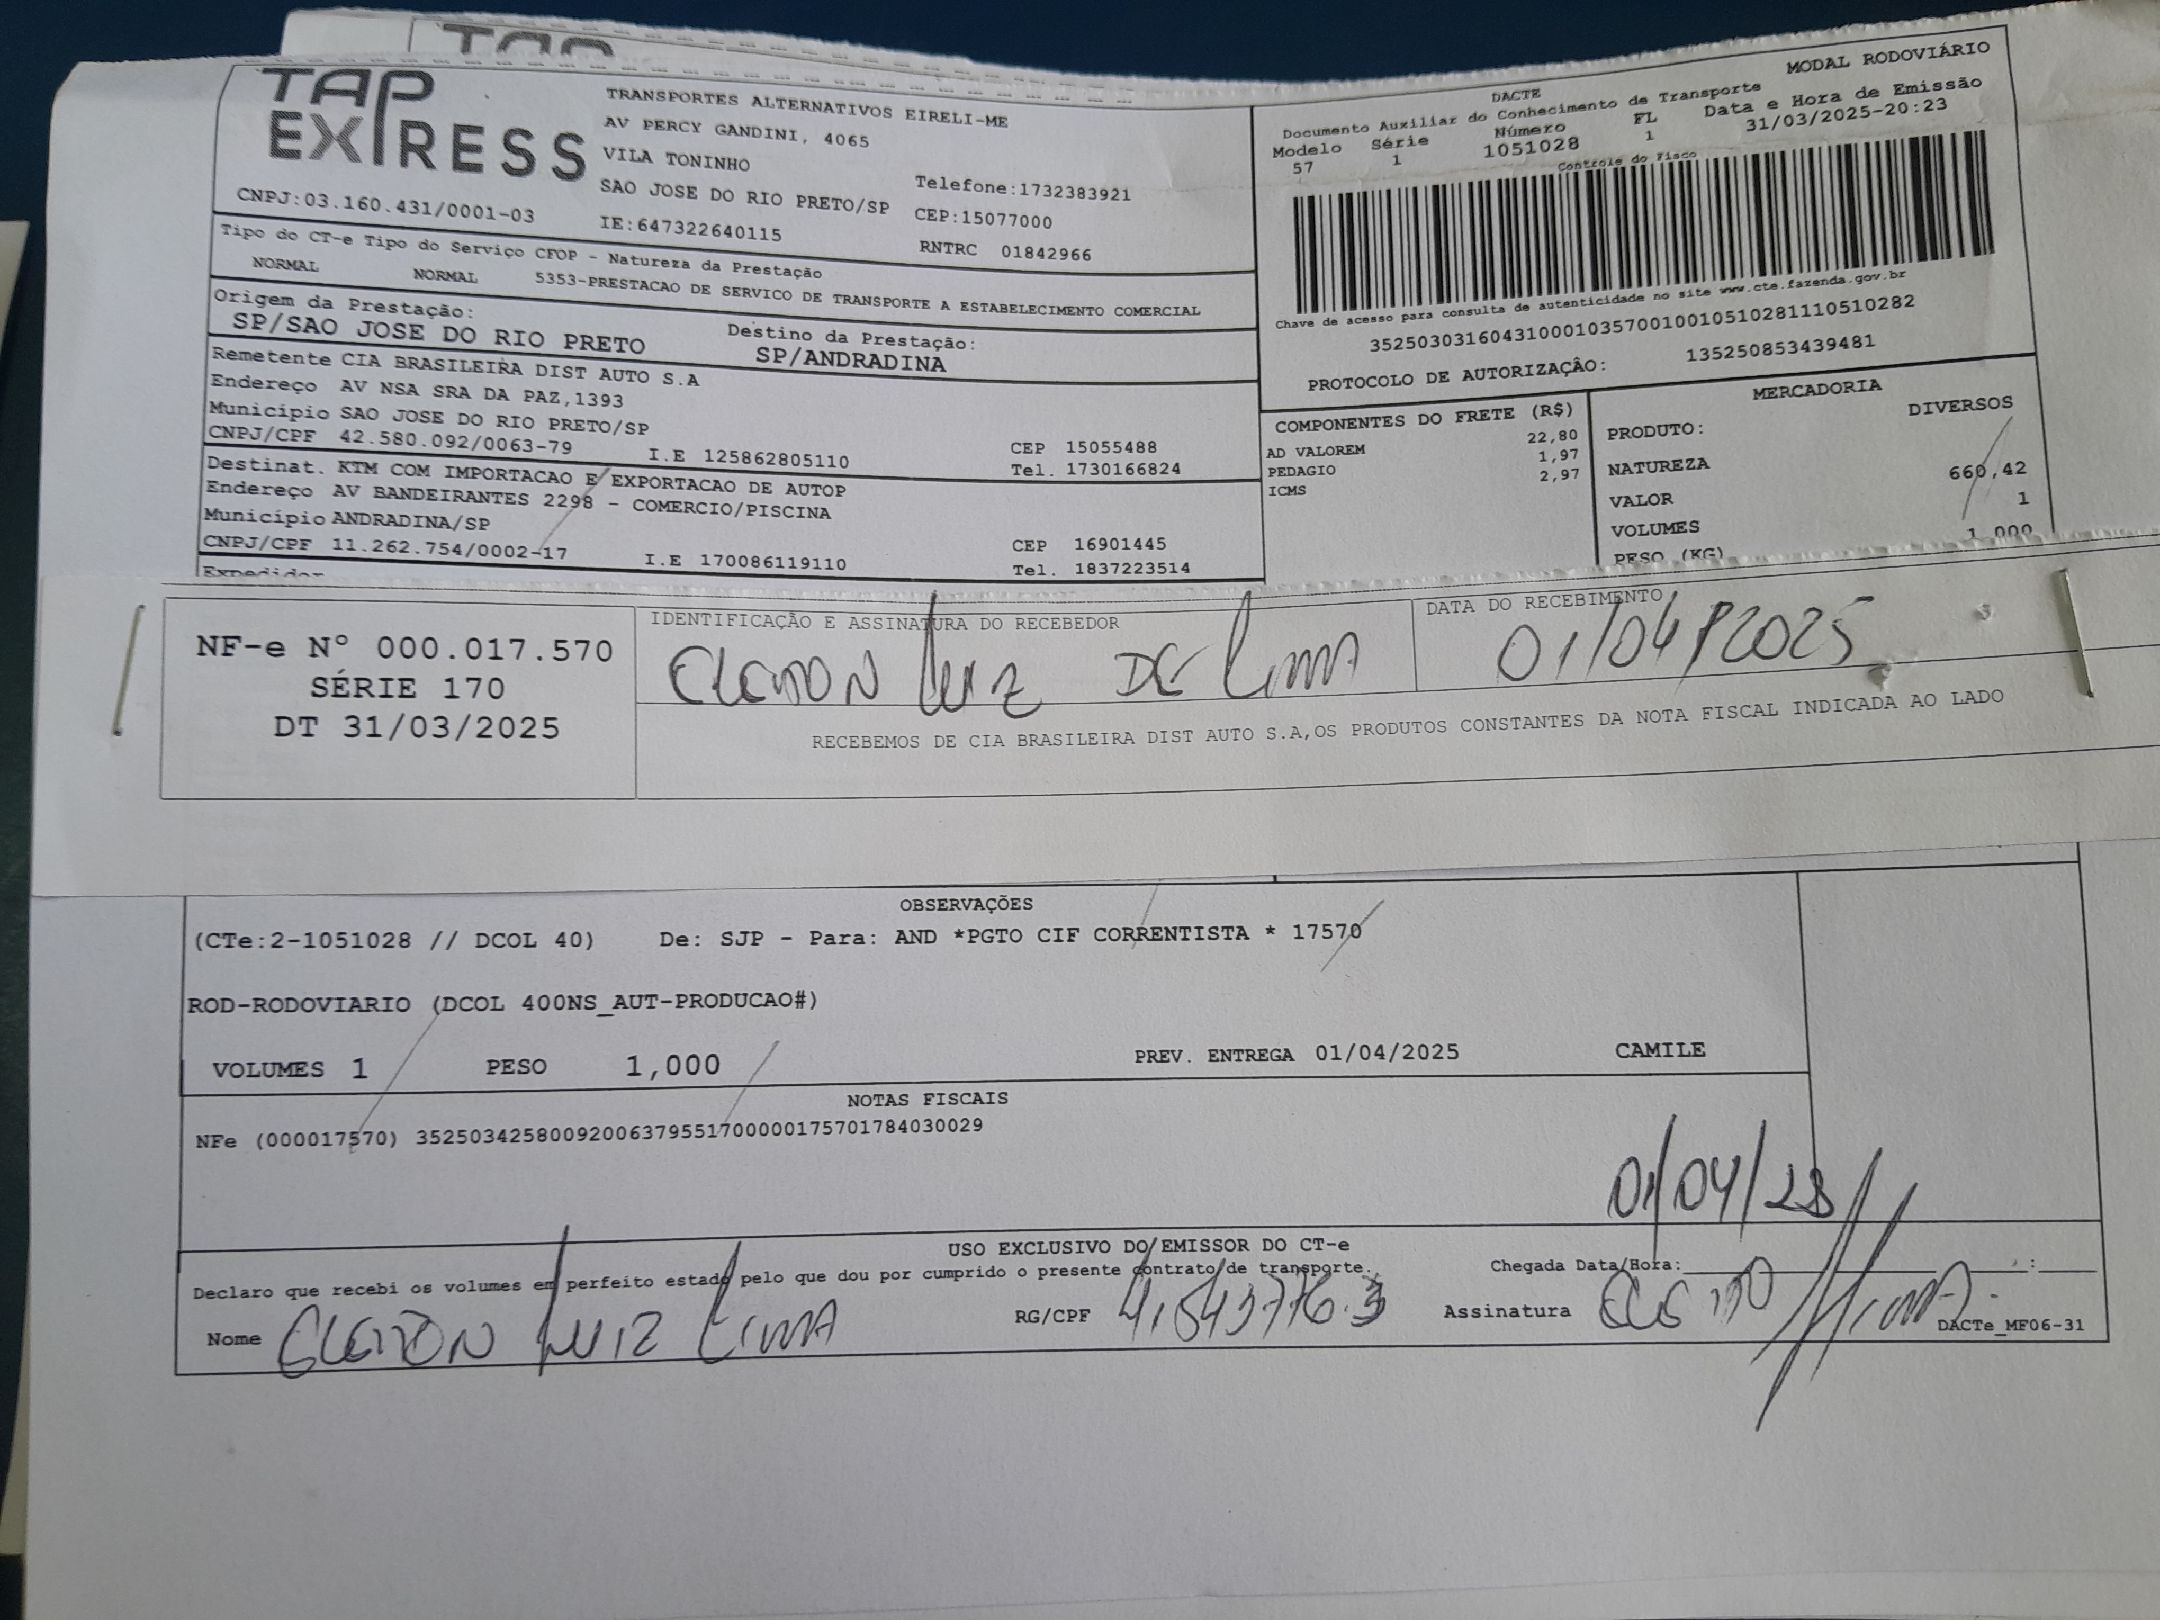 TAP
EXPRESS
TRANSPORTES ALTERNATIVOS EIRELI-ME
AV PERCY GANDINI, 4065
VILA TONINHO
SAO JOSE DO RIO PRETO/SP
Telefone:1732383921
CNPJ:03.160.431/0001-03
IE:647322640115
CEP:15077000
RNTRC 01842966
MODAL RODOVIÁRIO
DACTE
Documento Auxiliar do Conhecimento de Transporte
Modelo Série Número FL Data e Hora de Emissão
57 1 1051028 1 31/03/2025-20:23
Controle do Fisco
Chave de acesso para consulta de autenticidade no site www.cte.fazenda.gov.br
35250303160431000103570010010510281110510282
PROTOCOLO DE AUTORIZAÇÂO: 135250853439481
Tipo do CT-e Tipo do Serviço CFOP - Natureza da Prestação
NORMAL NORMAL 5353-PRESTACAO DE SERVICO DE TRANSPORTE A ESTABELECIMENTO COMERCIAL
Origem da Prestação:
SP/SAO JOSE DO RIO PRETO
Destino da Prestação:
SP/ANDRADINA
Remetente CIA BRASILEIRA DIST AUTO S.A
Endereço AV NSA SRA DA PAZ,1393
Município SAO JOSE DO RIO PRETO/SP
CEP 15055488
CNPJ/CPF 42.580.092/0063-79 I.E 125862805110 Tel. 1730166824
Destinat. KTM COM IMPORTACAO E EXPORTACAO DE AUTOP
Endereço AV BANDEIRANTES 2298 - COMERCIO/PISCINA
Município ANDRADINA/SP
CEP 16901445
CNPJ/CPF 11.262.754/0002-17 I.E 170086119110 Tel. 1837223514
Expedidor
COMPONENTES DO FRETE (R$)
22,80
AD VALOREM 1,97
PEDAGIO 2,97
ICMS
MERCADORIA
PRODUTO: DIVERSOS
NATUREZA
VALOR 660,42
VOLUMES 1
PESO (KG) 1,000
NF-e N° 000.017.570
SÉRIE 170
DT 31/03/2025
IDENTIFICAÇÃO E ASSINATURA DO RECEBEDOR
CLEITON LUIZ DE LIMA
DATA DO RECEBIMENTO
01/04/2025
RECEBEMOS DE CIA BRASILEIRA DIST AUTO S.A,OS PRODUTOS CONSTANTES DA NOTA FISCAL INDICADA AO LADO
OBSERVAÇÕES
(CTe:2-1051028 // DCOL 40) De: SJP - Para: AND *PGTO CIF CORRENTISTA * 17570
ROD-RODOVIARIO (DCOL 400NS_AUT-PRODUCAO#)
VOLUMES 1 PESO 1,000 PREV. ENTREGA 01/04/2025 CAMILE
NOTAS FISCAIS
NFe (000017570) 35250342580092006379551700000175701784030029
01/04/25
USO EXCLUSIVO DO EMISSOR DO CT-e
Declaro que recebi os volumes em perfeito estado pelo que dou por cumprido o presente contrato de transporte.
Chegada Data/Hora: :
Nome CLEITON LUIZ LIMA RG/CPF Assinatura
DACTe_MF06-31